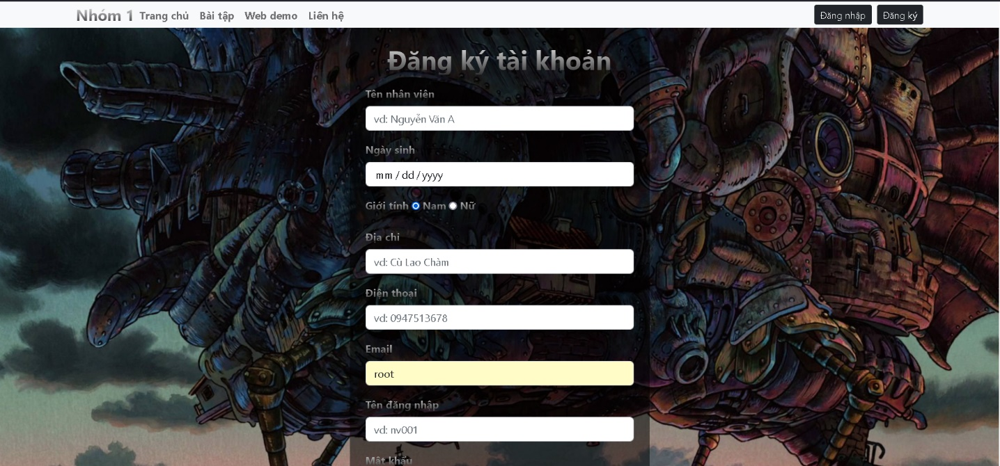 Nhóm 1 Trang chủ Bài tập Web demo Liên hệ Đăng nhập Đăng ký
Đăng ký tài khoản
Tên nhân viên
vd: Nguyễn Văn A
Ngày sinh
mm/dd/yyyy
Giới tính Nam Nữ
Địa chỉ
vd: Cù Lao Chàm
Điện thoai
vd: 0947513678
Email
root
Tên đăng nhập
vd: nv001
Mật khẩu